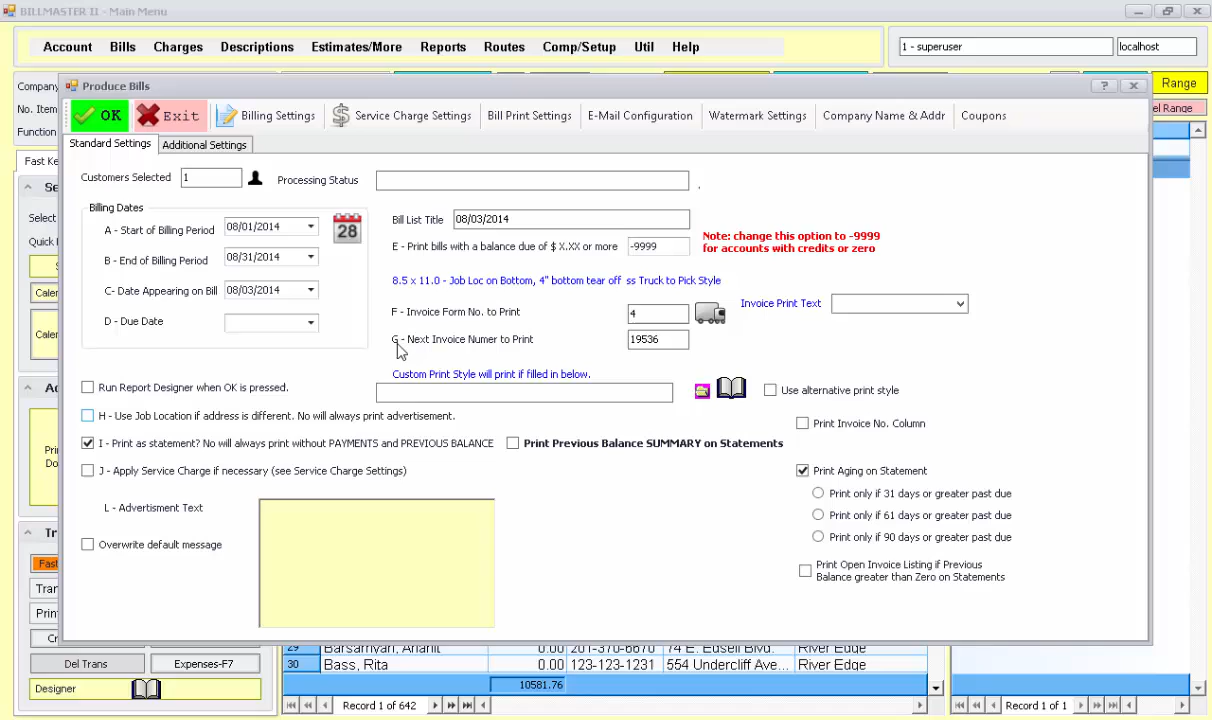 BILLMASTER II - Main Menu
Account Bills Charges Descriptions Estimates/More Reports Routes Comp/Setup Util Help
1 - superuser localhost
Company
No. Item
Function
Range
el Range
Produce Bills
OK Exit Billing Settings Service Charge Settings Bill Print Settings E-Mail Configuration Watermark Settings Company Name & Addr Coupons
Standard Settings Additional Settings
Fast Ke
Customers Selected 1 Processing Status .
Se
Billing Dates
Select
A - Start of Billing Period 08/01/2014 28
Bill List Title 08/03/2014
Quick
B - End of Billing Period 08/31/2014
E - Print bills with a balance due of $ X.XX or more -9999
Note: change this option to -9999
for accounts with credits or zero
S
Caler
C- Date Appearing on Bill 08/03/2014
8.5 x 11.0 - Job Loc on Bottom, 4" bottom tear off ss Truck to Pick Style
Caler
D - Due Date
F - Invoice Form No. to Print 4
Invoice Print Text
G - Next Invoice Numer to Print 19536
Custom Print Style will print if filled in below.
Ad
Run Report Designer when OK is pressed.
Use alternative print style
H - Use Job Location if address is different. No will always print advertisement.
Print Invoice No. Column
Pri
Do
I - Print as statement? No will always print without PAYMENTS and PREVIOUS BALANCE
Print Previous Balance SUMMARY on Statements
J - Apply Service Charge if necessary (see Service Charge Settings)
Print Aging on Statement
Print only if 31 days or greater past due
L - Advertisment Text
Print only if 61 days or greater past due
Tr
Print only if 90 days or greater past due
Overwrite default message
Fast
Print Open Invoice Listing if Previous
Balance greater than Zero on Statements
Tran
Print
Cr
29 Barsamyan, Anahit 0.00 201-370-6670 74 E. Edsell Blvd. River Edge
Del Trans Expenses-F7
30 Bass, Rita 0.00 123-123-1231 554 Undercliff Ave... River Edge
Designer
10581.76
Record 1 of 642
Record 1 of 1